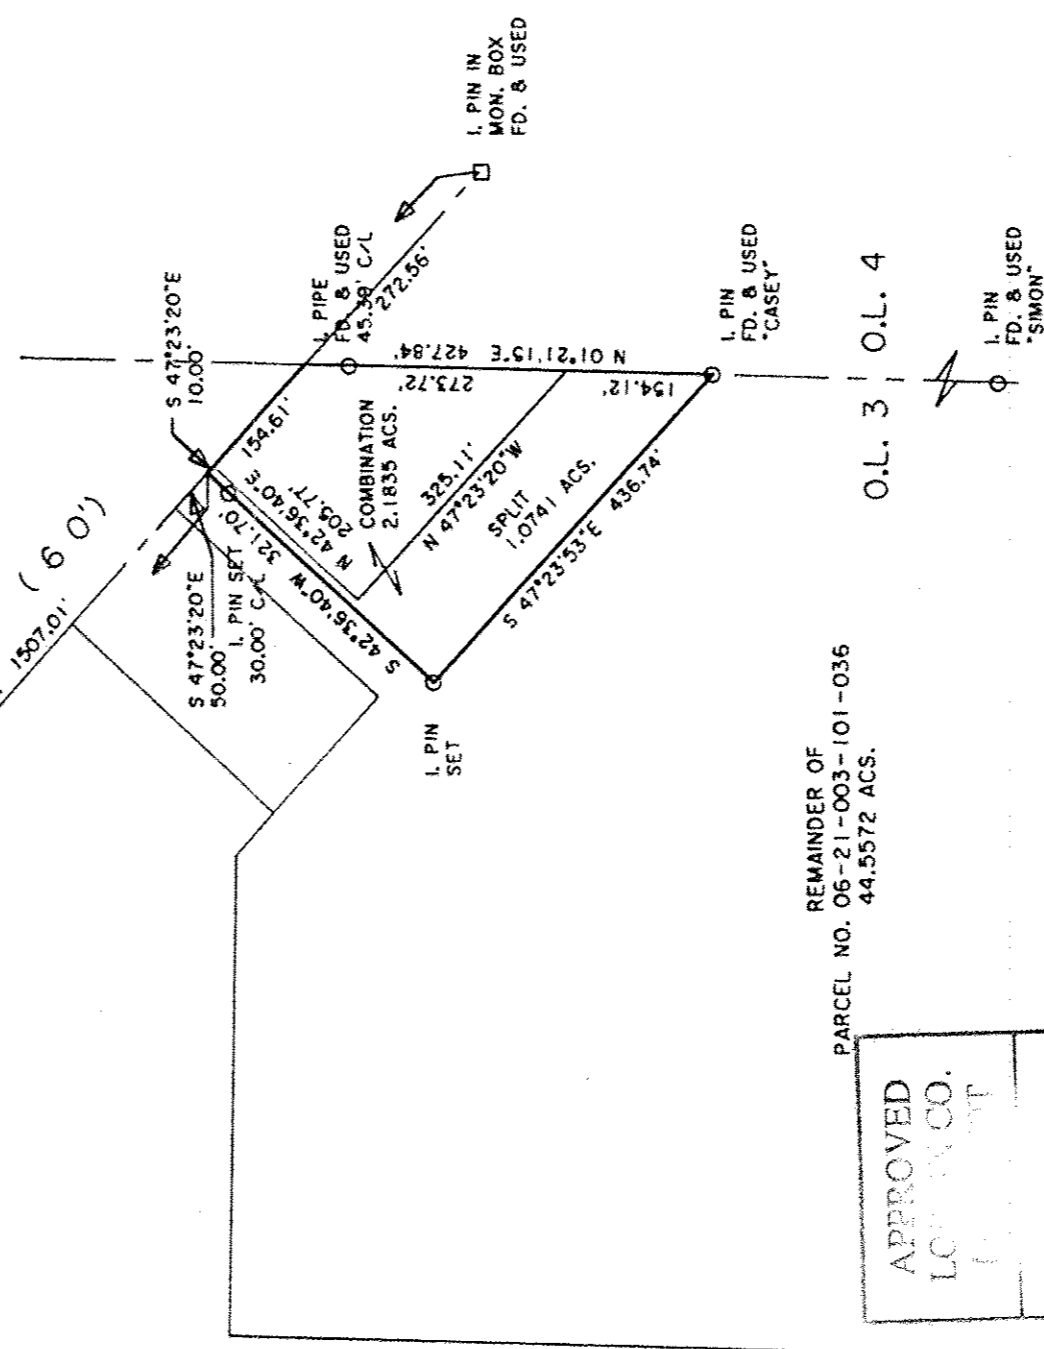 I. PIN IN
MON. BOX
FD. & USED
S 47°23'20"E
10.00'
I. PIPE
FD. & USED
45.39' C/L
272.56'
154.61'
(60')
1507.01'
S 47°23'20"E
50.00'
I. PIN SET
30.00' C/L
N 42°36'40"E
205.77'
321.70'
S 42°36'40"W
COMBINATION
2.1835 ACS.
N 01°21'15"E 427.84'
273.72'
154.12'
325.11'
N 47°23'20"W
SPLIT
1.0741 ACS.
S 47°23'53"E 436.74'
I. PIN
SET
I. PIN
FD. & USED
"CASEY"
O.L. 3
O.L. 4
I. PIN
FD. & USED
"SIMON"
REMAINDER OF
PARCEL NO. 06-21-003-101-036
44.5572 ACS.
APPROVED
CO.